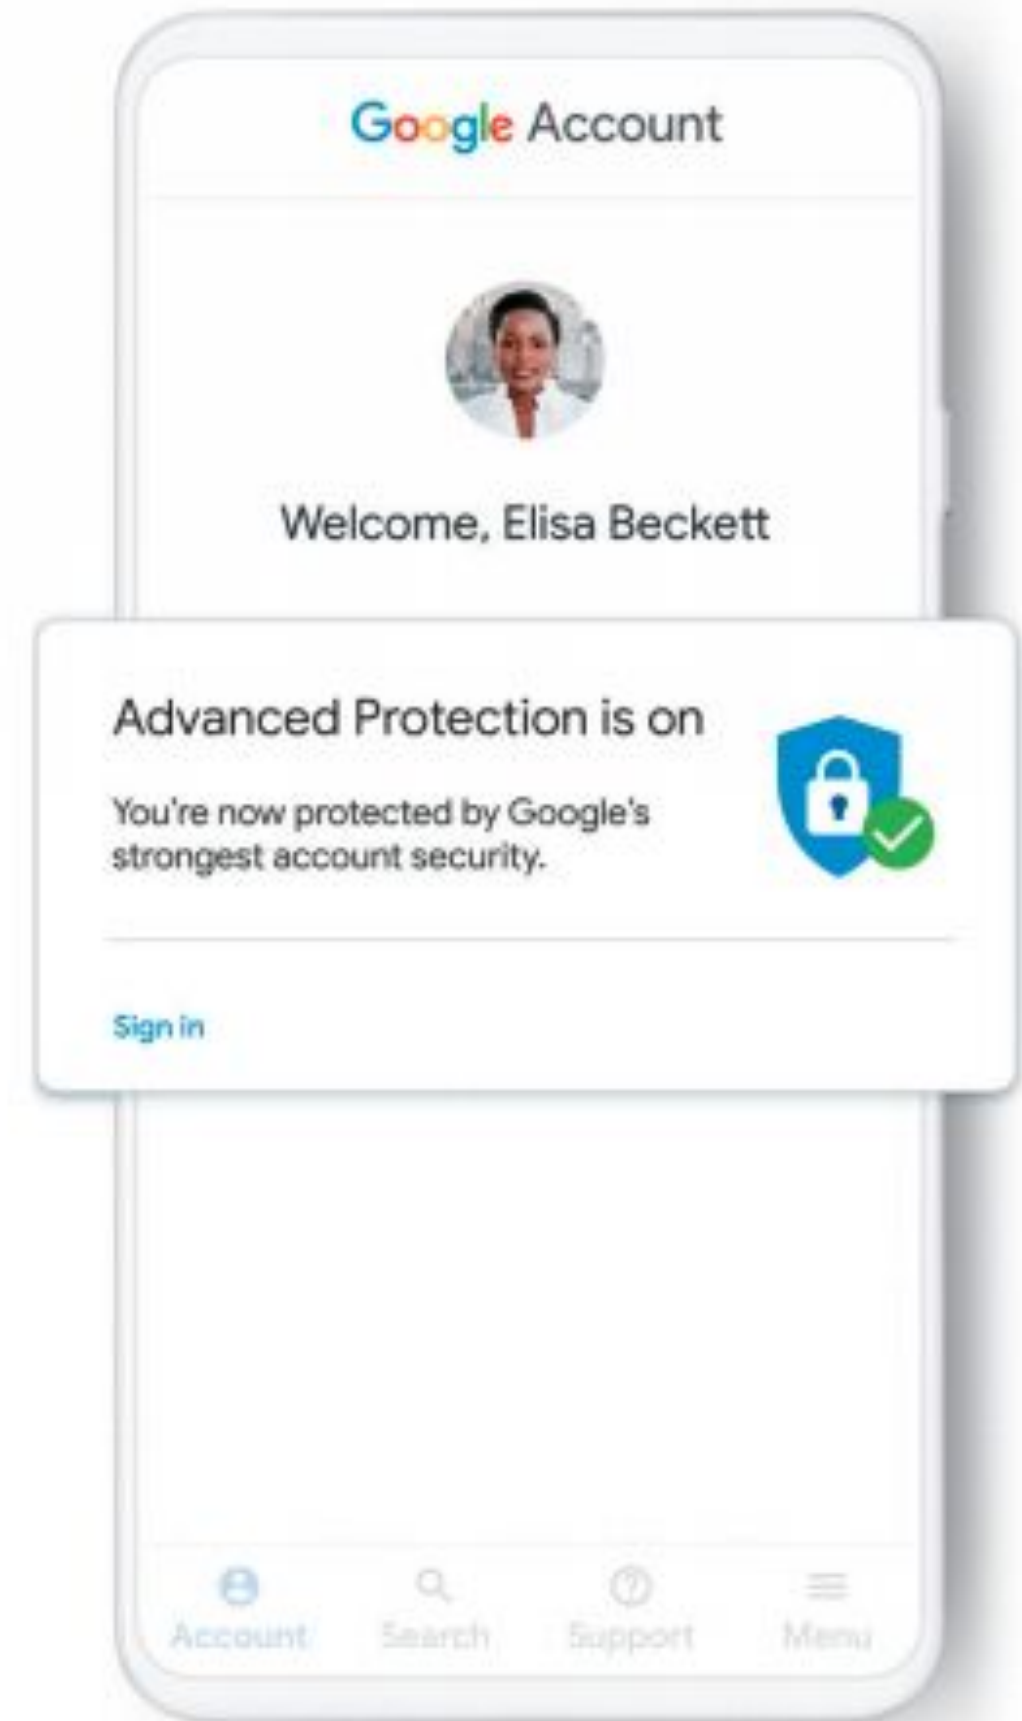 Google Account
Welcome, Elisa Beckett
Advanced Protection is on
You're now protected by Google's
strongest account security.
Sign in
Account Search Support Menu